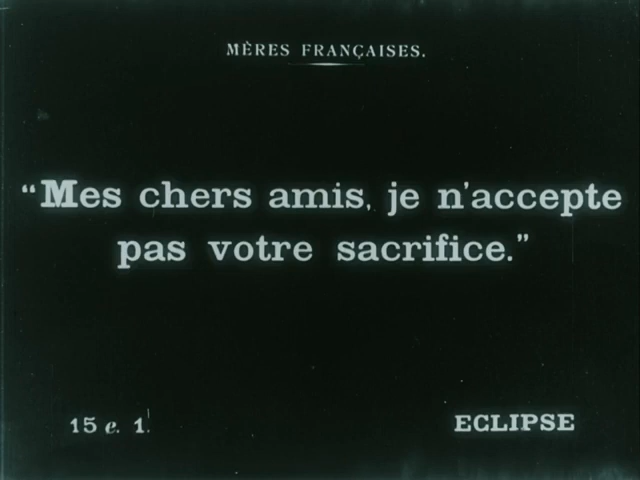 MÈRES FRANÇAISES.
“Mes chers amis, je n'accepte
pas votre sacrifice.”
15 e. 1.
ECLIPSE